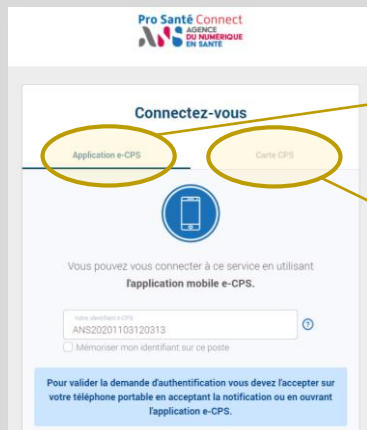 Pro Santé Connect
AGENCE
DU NUMÉRIQUE
EN SANTÉ
Connectez-vous
Application e-CPS
Carte CPS
Vous pouvez vous connecter à ce service en utilisant
l'application mobile e-CPS.
Votre identifiant e-CPS
ANS20201103120313
?
Mémoriser mon identifiant sur ce poste
Pour valider la demande d'authentification vous devez l'accepter sur
votre téléphone portable en acceptant la notification ou en ouvrant
l'application e-CPS.